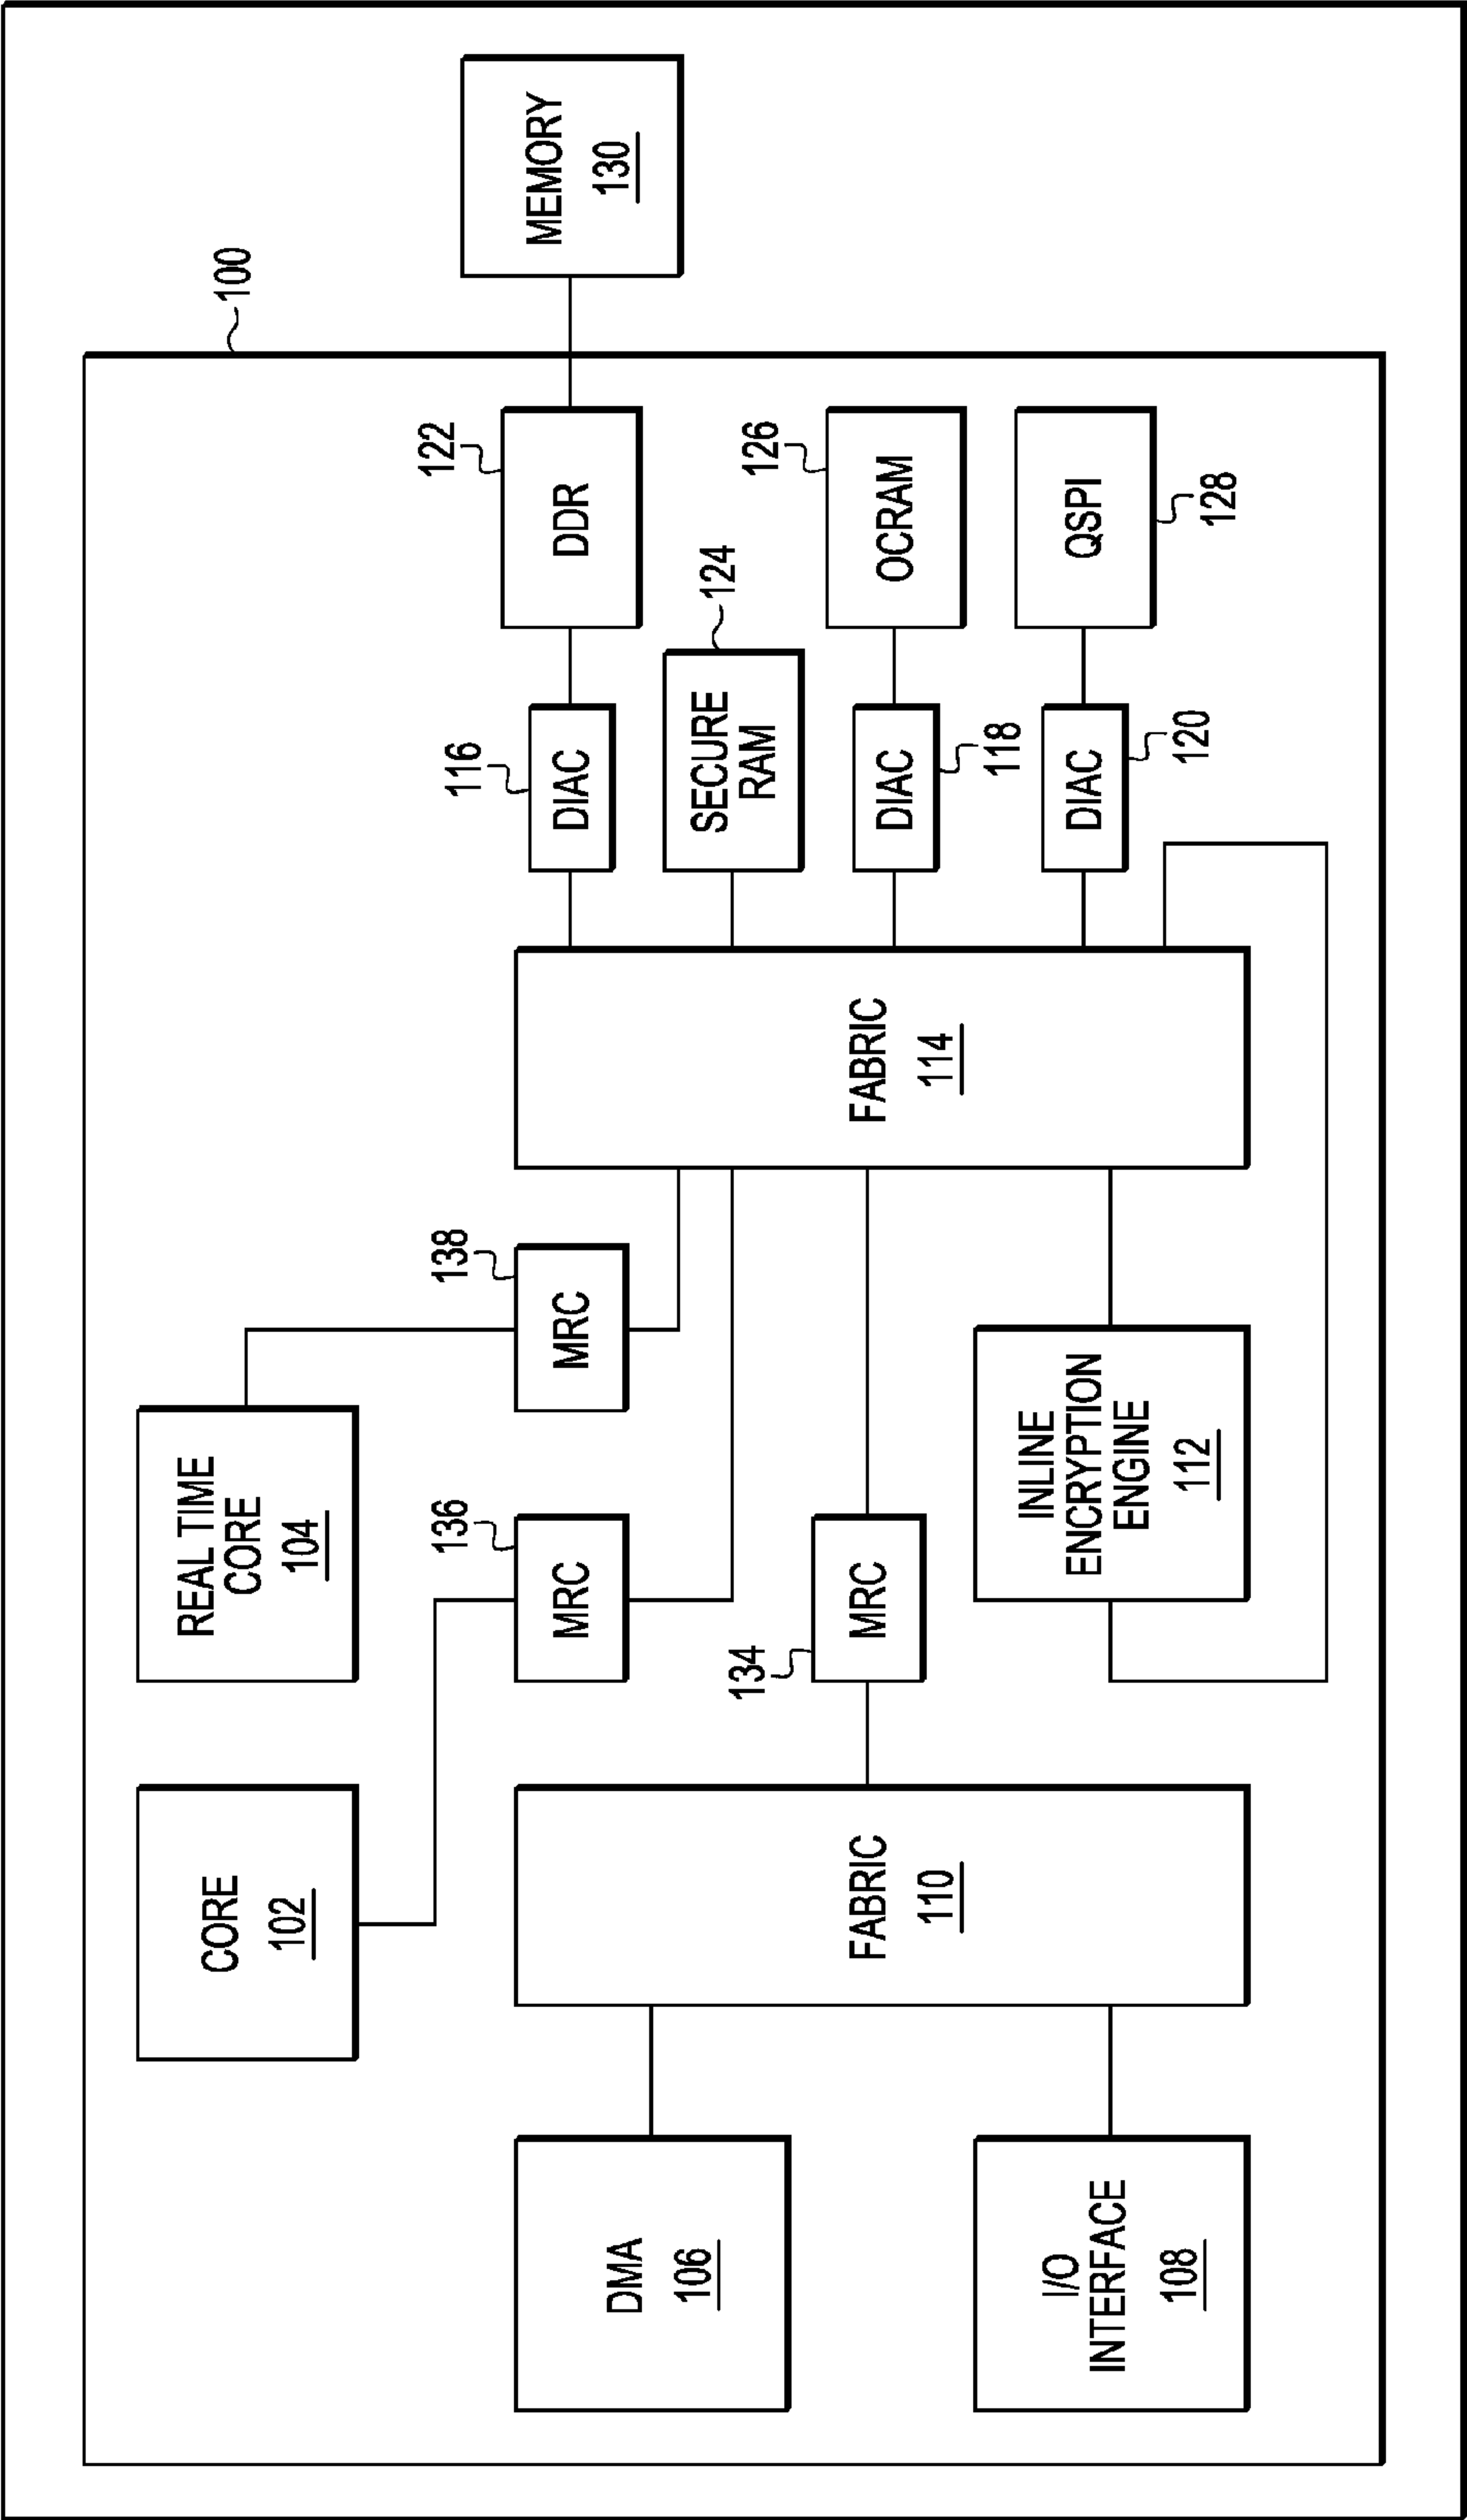 100
CORE
102
REAL TIME
CORE
104
136
MRC
138
MRC
116
DIAC
122
DDR
MEMORY
130
DMA
106
134
MRC
SECURE
RAM
124
126
OCRAM
FABRIC
110
FABRIC
114
DIAC
118
I/O
INTERFACE
108
INLINE
ENCRYPTION
ENGINE
112
DIAC
120
QSPI
128